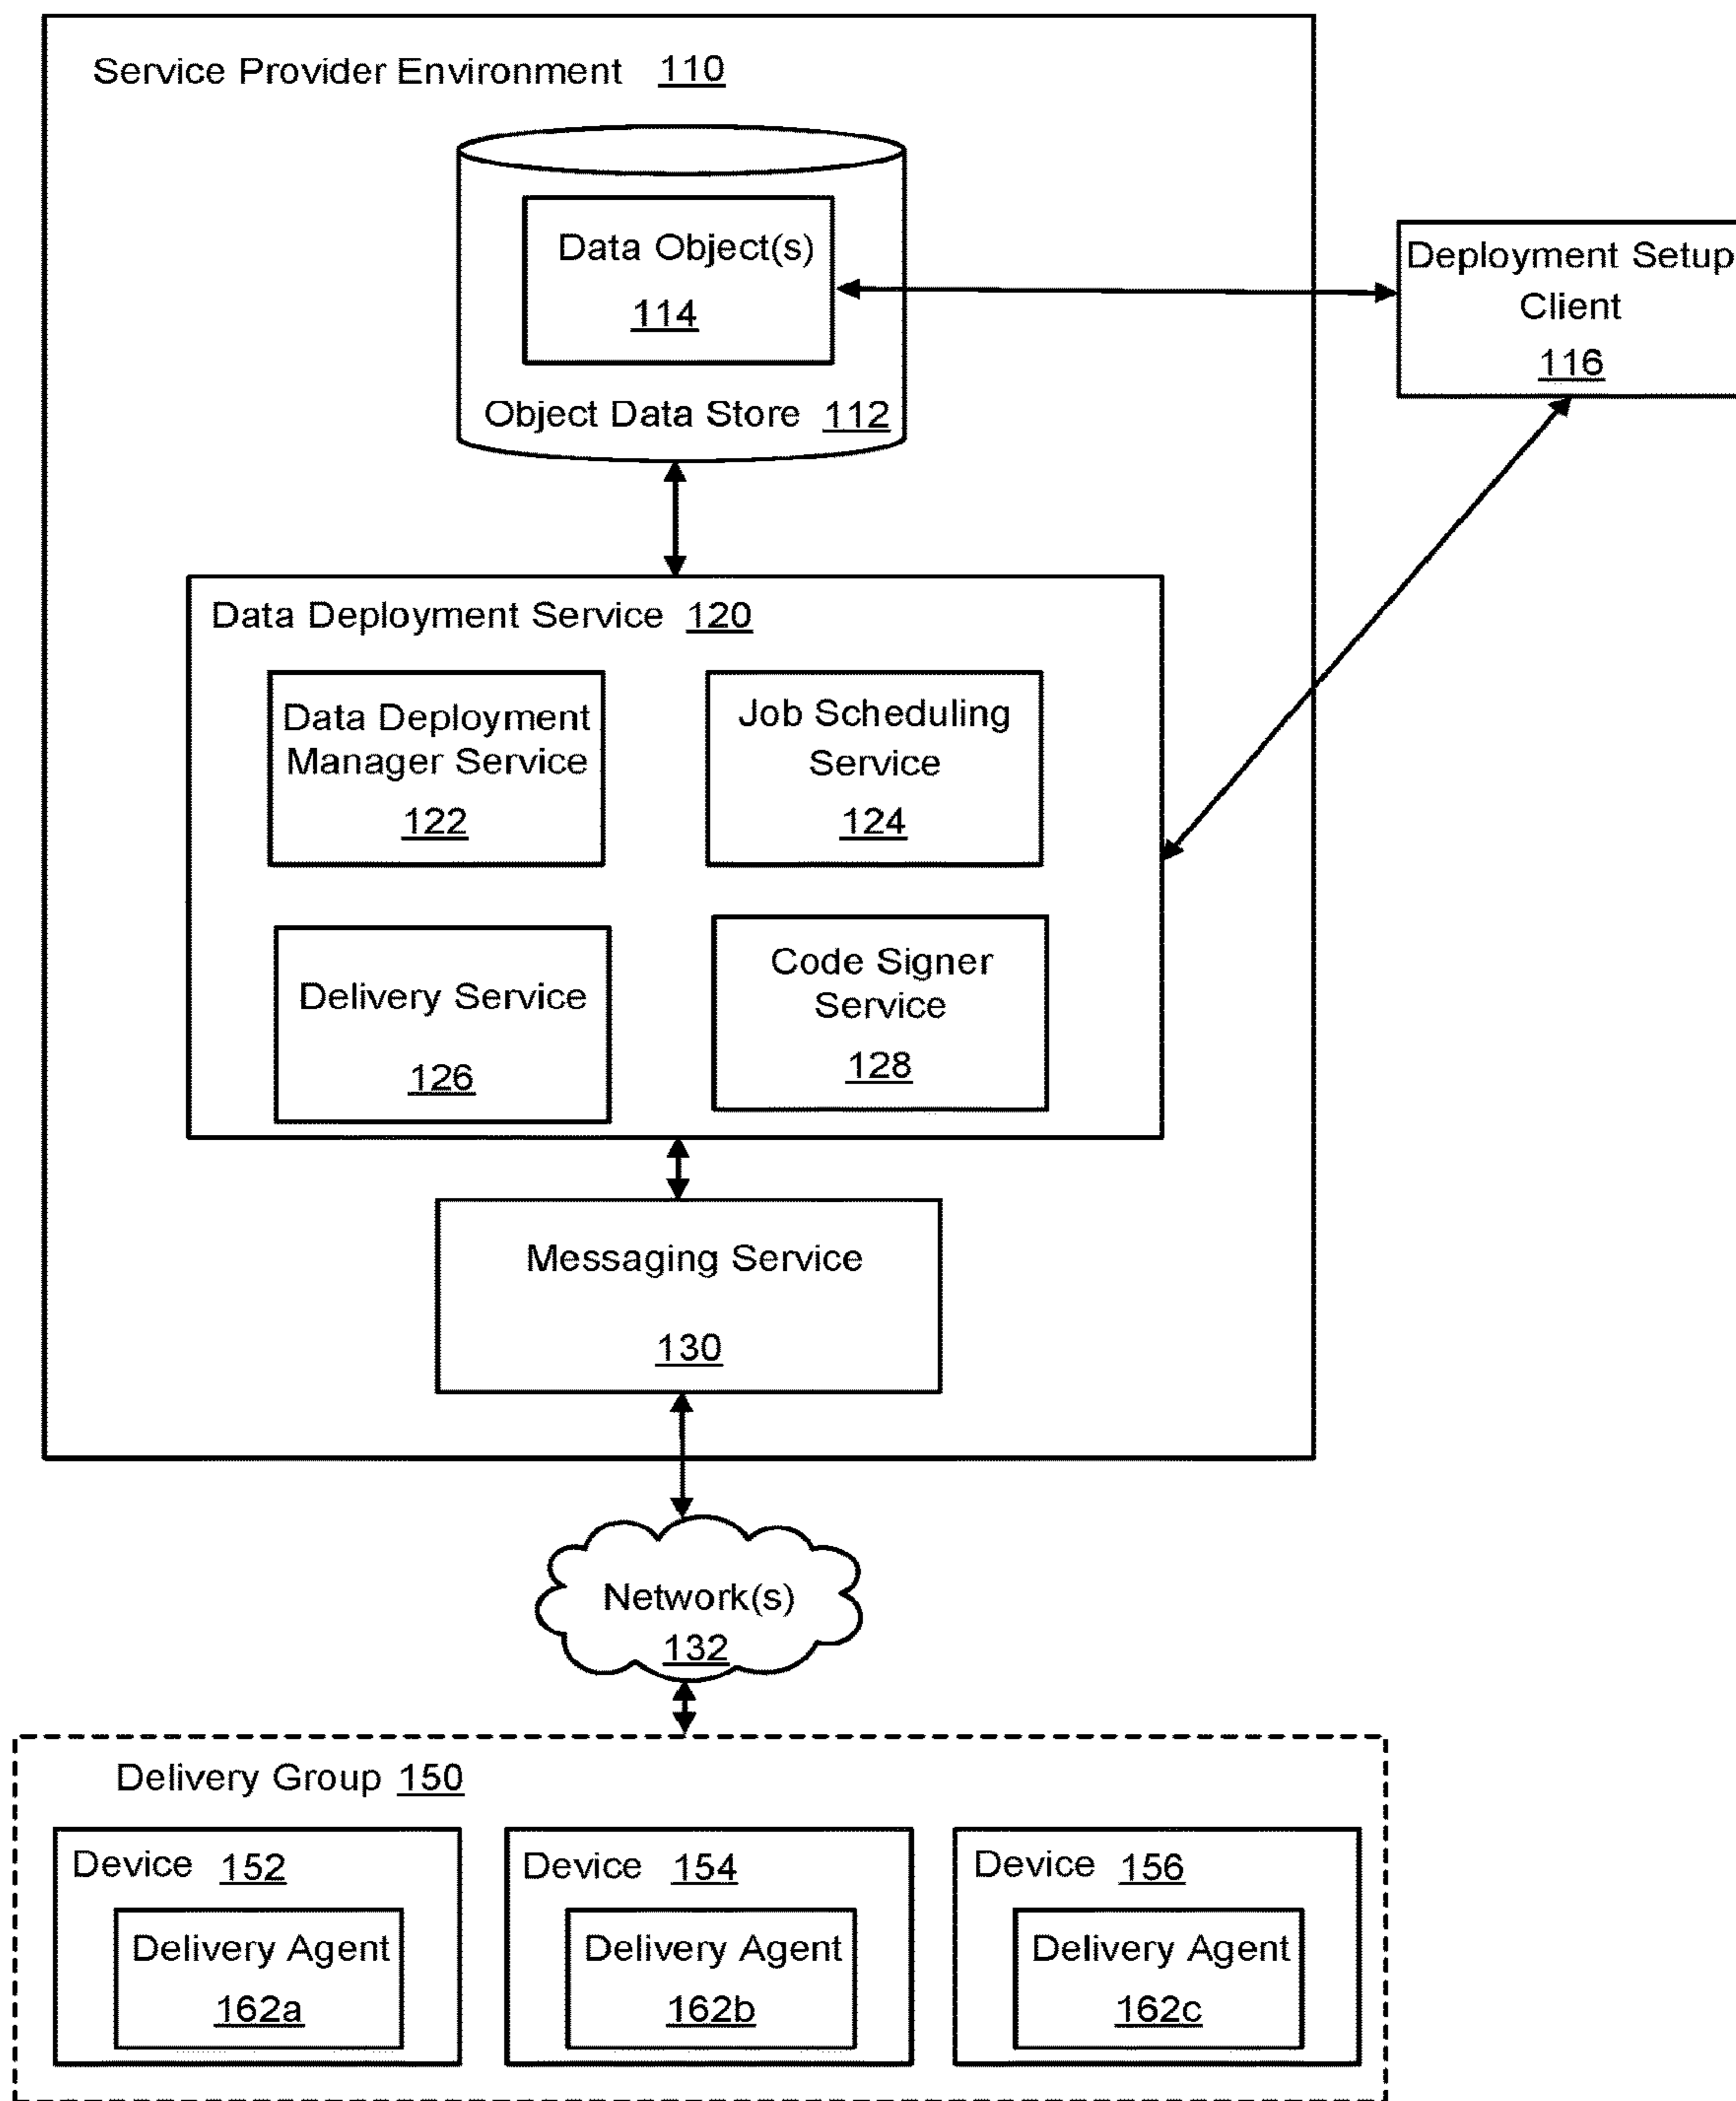 Service Provider Environment 110
Data Object(s)
114
Object Data Store 112
Deployment Setup
Client
116
Data Deployment Service 120
Data Deployment
Manager Service
122
Job Scheduling
Service
124
Delivery Service
126
Code Signer
Service
128
Messaging Service
130
Network(s)
132
Delivery Group 150
Device 152
Delivery Agent
162a
Device 154
Delivery Agent
162b
Device 156
Delivery Agent
162c